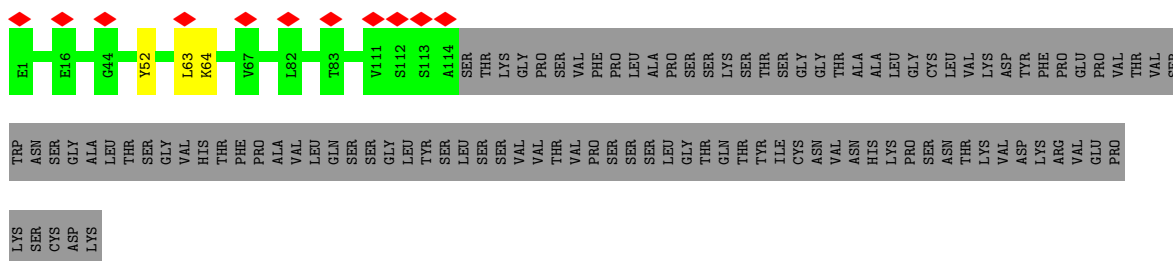 E1 E16 G44 Y52 L63 K64 V67 L82 T83 V111 S112 S113 A114 SER THR LYS GLY PRO SER VAL PHE PRO LEU ALA PRO SER SER LYS SER THR SER GLY GLY THR ALA ALA LEU GLY CYS LEU VAL LYS ASP TYR PHE PRO GLU PRO VAL THR VAL SER
TRP ASN SER GLY ALA LEU THR SER GLY VAL HIS THR PHE PRO ALA VAL LEU GLN SER SER GLY LEU TYR SER LEU SER SER VAL VAL THR VAL PRO SER SER SER LEU GLY THR GLN THR TYR ILE CYS ASN VAL ASN HIS LYS PRO SER ASN THR LYS VAL ASP LYS ARG VAL GLU PRO
LYS SER CYS ASP LYS